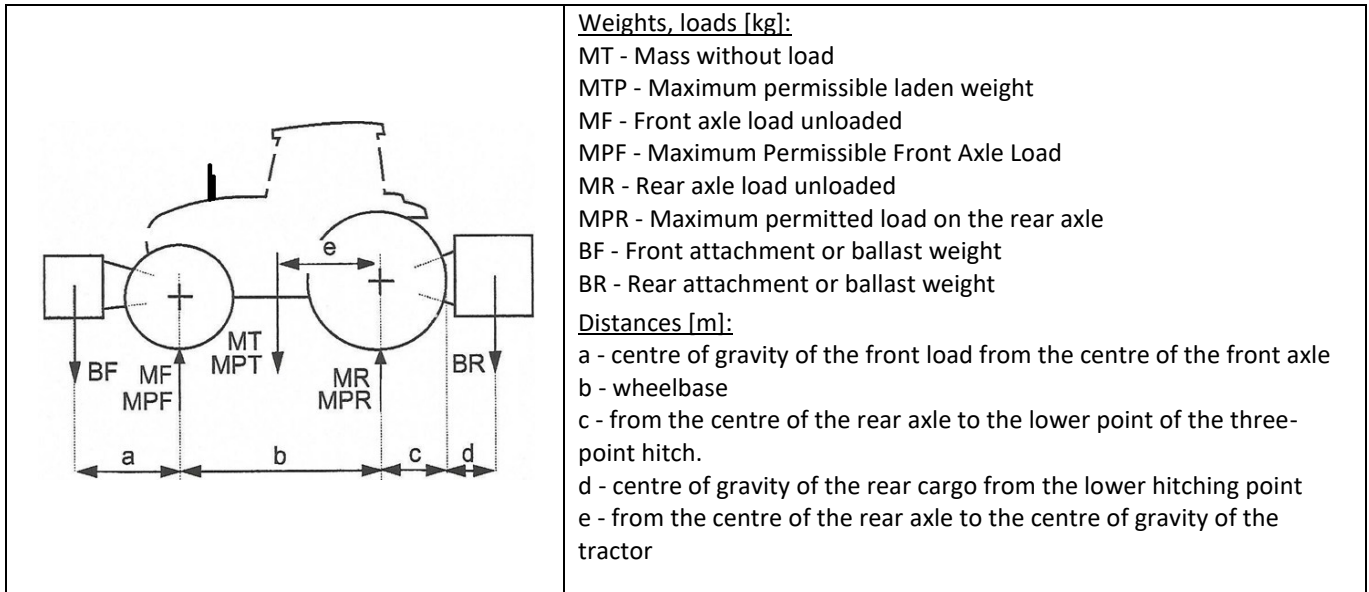 BF
MF
MPF
MT
MPT
MR
MPR
BR
e
a
b
c
d
Weights, loads [kg]:
MT - Mass without load
MTP - Maximum permissible laden weight
MF - Front axle load unloaded
MPF - Maximum Permissible Front Axle Load
MR - Rear axle load unloaded
MPR - Maximum permitted load on the rear axle
BF - Front attachment or ballast weight
BR - Rear attachment or ballast weight
Distances [m]:
a - centre of gravity of the front load from the centre of the front axle
b - wheelbase
c - from the centre of the rear axle to the lower point of the three-
point hitch.
d - centre of gravity of the rear cargo from the lower hitching point
e - from the centre of the rear axle to the centre of gravity of the
tractor